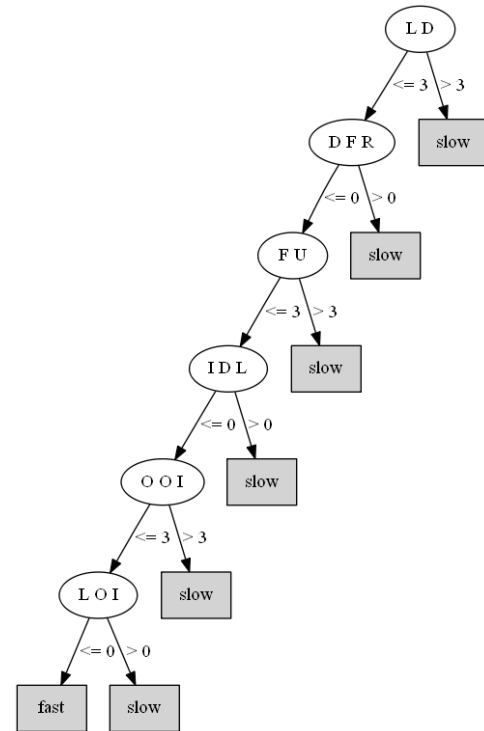 L D
<= 3 > 3
D F R slow
<= 0 > 0
F U slow
<= 3 > 3
I D L slow
<= 0 > 0
O O I slow
<= 3 > 3
L O I slow
<= 0 > 0
fast slow